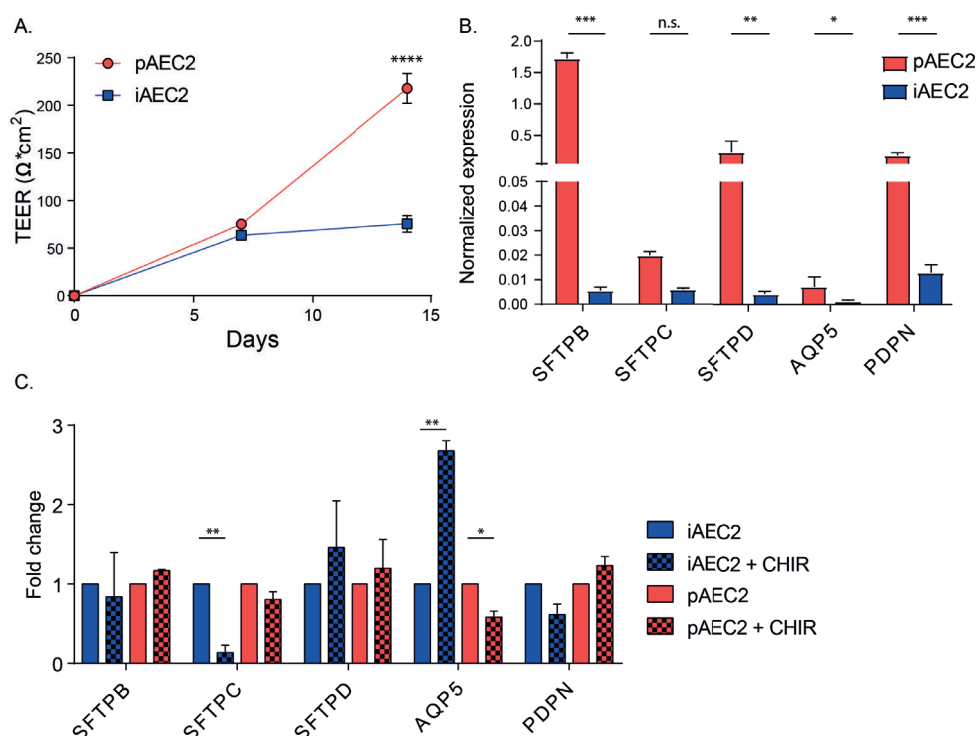 A.
pAEC2
iAEC2
****
TEER (Ω*cm2)
250
200
150
100
50
0
0 5 10 15
Days
B.
*** n.s. ** * ***
pAEC2
iAEC2
Normalized expression
2.0
1.5
1.0
0.5
0.05
0.04
0.03
0.02
0.01
0.00
SFTPB SFTPC SFTPD AQP5 PDPN
C.
Fold change
3
2
1
0
** ** *
SFTPB SFTPC SFTPD AQP5 PDPN
iAEC2
iAEC2 + CHIR
pAEC2
pAEC2 + CHIR